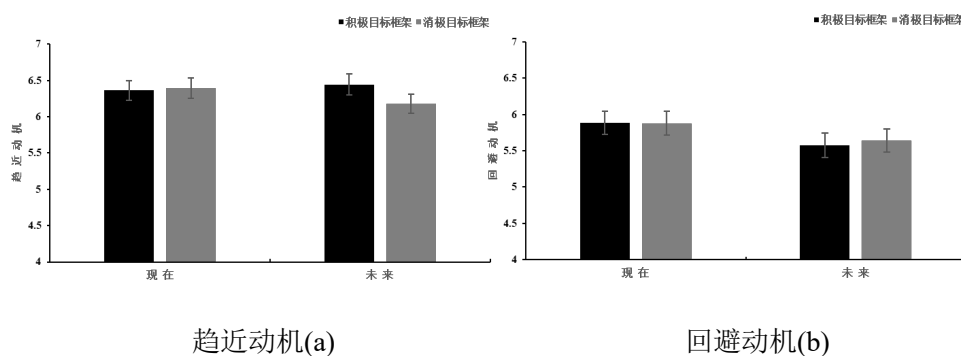 ■积极目标框架 ■消极目标框架
7
6.5
6
5.5
5
4.5
4
趋近动机
现在
未来
趋近动机(a)
■积极目标框架 ■消极目标框架
7
6.5
6
5.5
5
4.5
4
回避动机
现在
未来
回避动机(b)